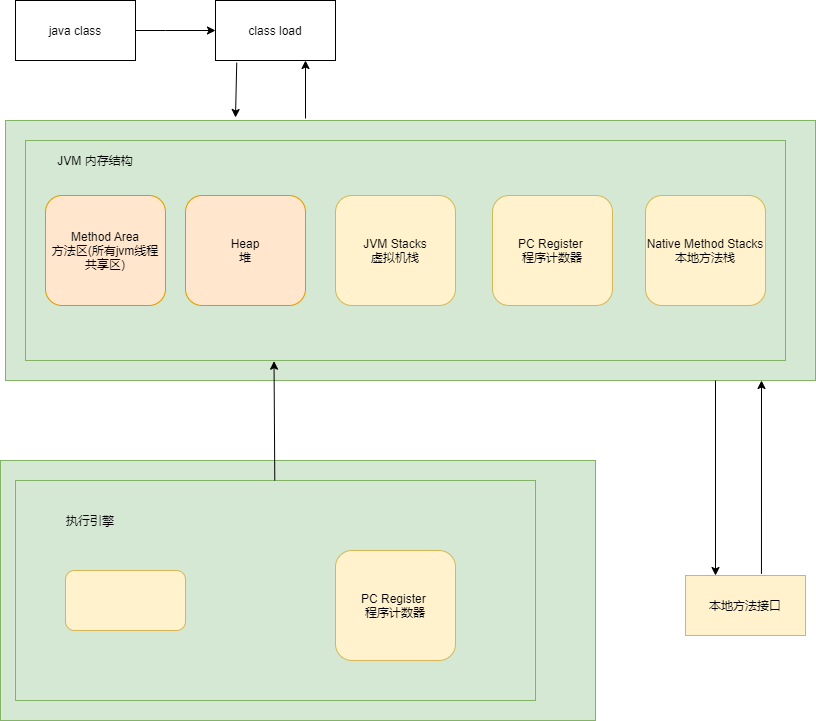 java class
class load
JVM 内存结构
Method Area
方法区(所有jvm线程
共享区)
Heap
堆
JVM Stacks
虚拟机栈
PC Register
程序计数器
Native Method Stacks
本地方法栈
执行引擎
PC Register
程序计数器
本地方法接口